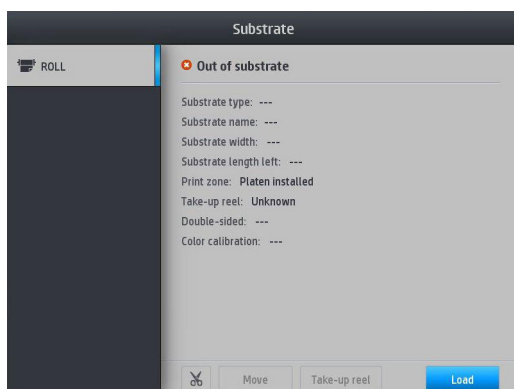 Substrate
ROLL
Out of substrate
Substrate type: ---
Substrate name: ---
Substrate width: ---
Substrate length left: ---
Print zone: Platen installed
Take-up reel: Unknown
Double-sided: ---
Color calibration: ---
Move Take-up reel Load